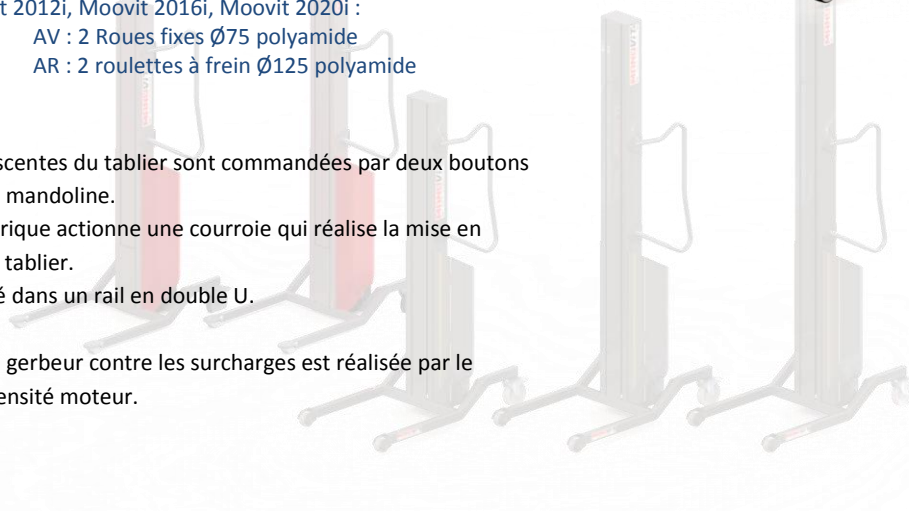 t 2012i, Moovit 2016i, Moovit 2020i :
AV : 2 Roues fixes Ø75 polyamide
AR : 2 roulettes à frein Ø125 polyamide
scentes du tablier sont commandées par deux boutons
mandoline.
rique actionne une courroie qui réalise la mise en
tablier.
é dans un rail en double U.
gerbeur contre les surcharges est réalisée par le
ensité moteur.